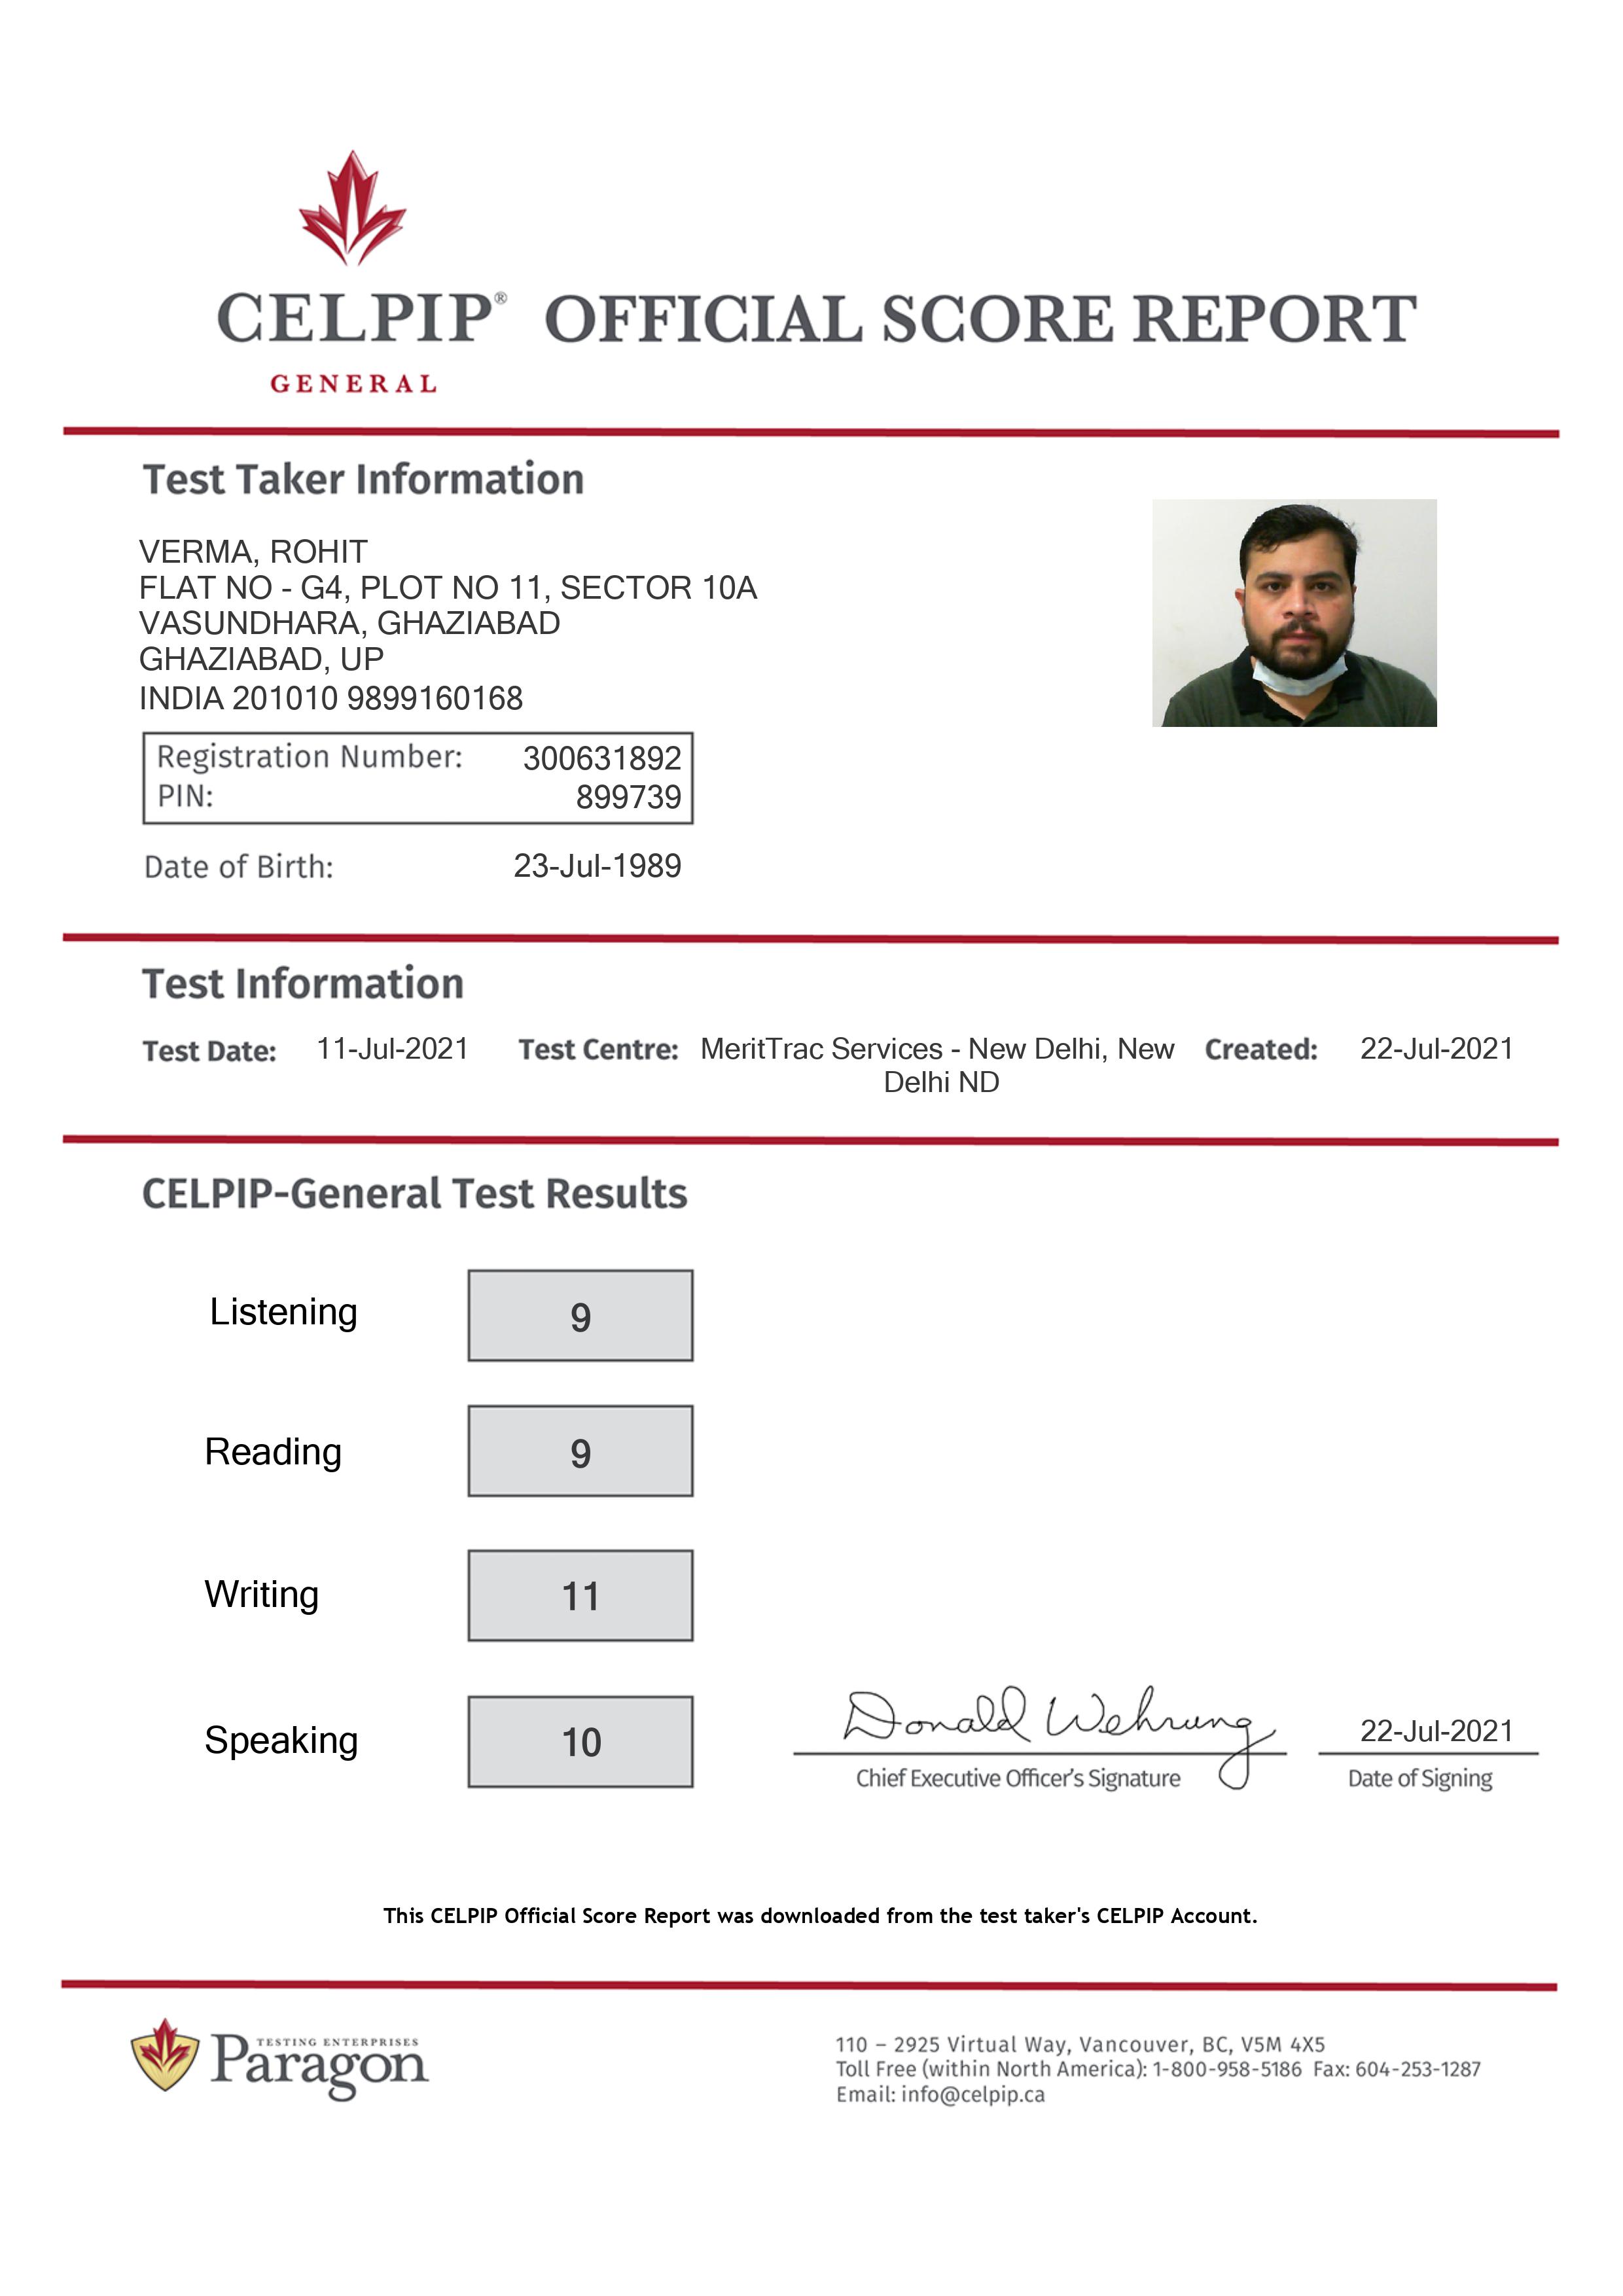 CELPIP® OFFICIAL SCORE REPORT
GENERAL
Test Taker Information
VERMA, ROHIT
FLAT NO - G4, PLOT NO 11, SECTOR 10A
VASUNDHARA, GHAZIABAD
GHAZIABAD, UP
INDIA 201010 9899160168
Registration Number: 300631892
PIN: 899739
Date of Birth: 23-Jul-1989
Test Information
Test Date: 11-Jul-2021 Test Centre: MeritTrac Services - New Delhi, New Created: 22-Jul-2021
Delhi ND
CELPIP-General Test Results
Listening 9
Reading 9
Writing 11
Speaking 10
Donald Wehrung 22-Jul-2021
Chief Executive Officer's Signature Date of Signing
This CELPIP Official Score Report was downloaded from the test taker's CELPIP Account.
TESTING ENTERPRISES
Paragon
110 – 2925 Virtual Way, Vancouver, BC, V5M 4X5
Toll Free (within North America): 1-800-958-5186 Fax: 604-253-1287
Email: info@celpip.ca